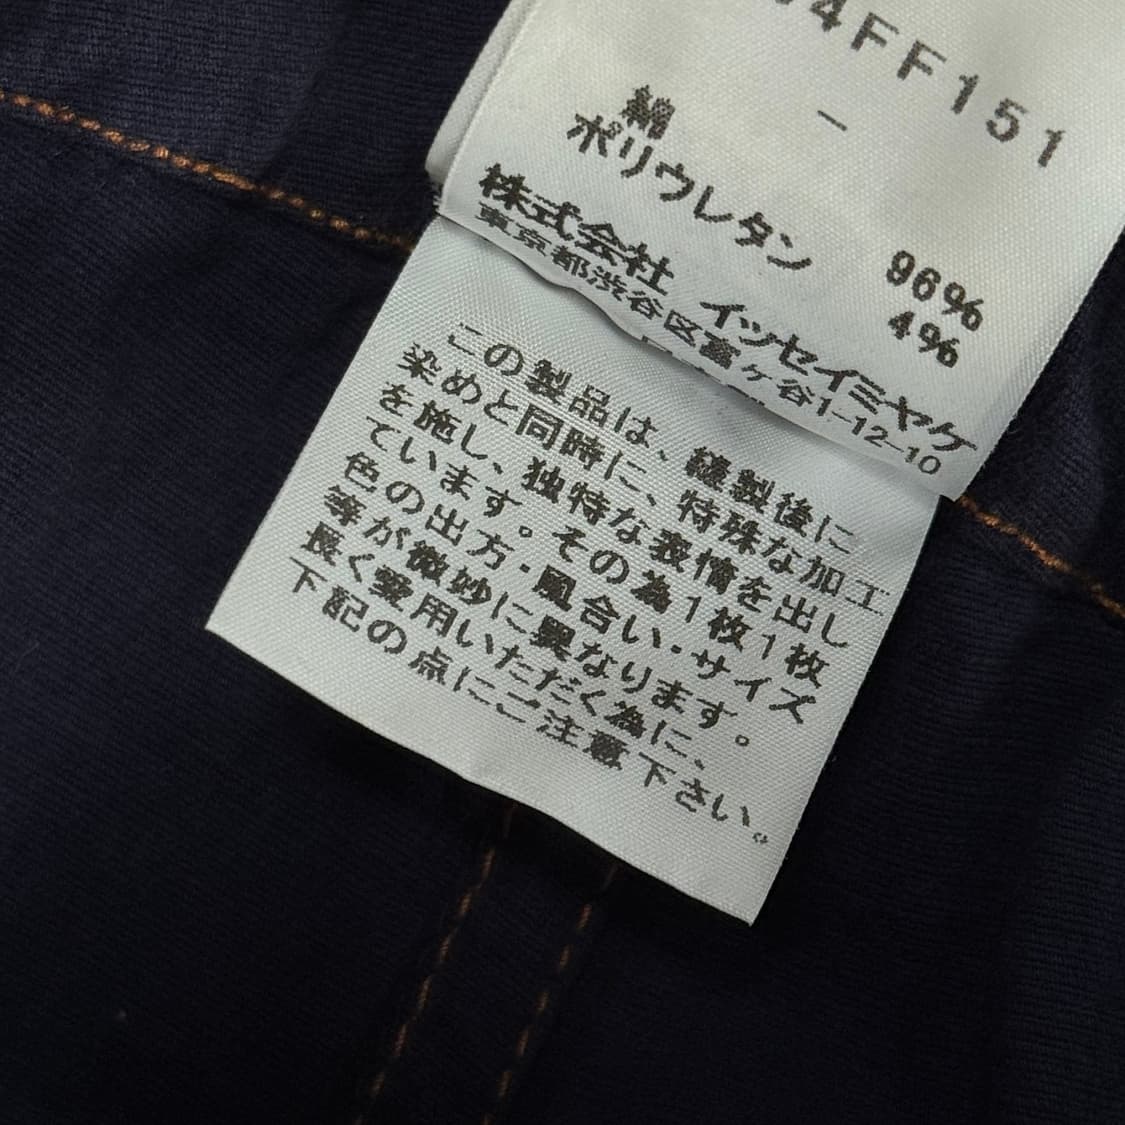 4FF151
-
綿 96%
ポリウレタン 4%
株式会社 イッセイミヤケ
東京都渋谷区富ケ谷1-12-10
この製品は、縫製後に
染めと同時に、特殊な加工
を施し、独特な表情を出し
ています。その為1枚1枚
色の出方・風合い・サイズ
等が微妙に異なります。
長く愛用いただく為に、
下記の点にご注意下さい。